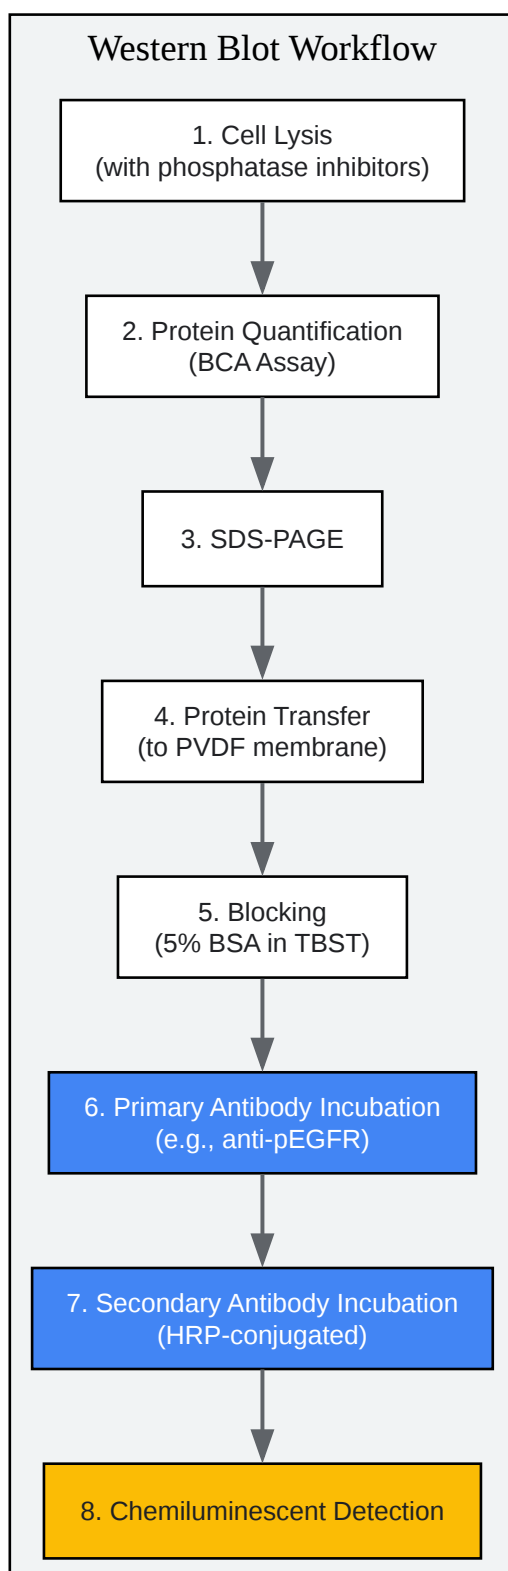 Western Blot Workflow
1. Cell Lysis
(with phosphatase inhibitors)
2. Protein Quantification
(BCA Assay)
3. SDS-PAGE
4. Protein Transfer
(to PVDF membrane)
5. Blocking
(5% BSA in TBST)
6. Primary Antibody Incubation
(e.g., anti-pEGFR)
7. Secondary Antibody Incubation
(HRP-conjugated)
8. Chemiluminescent Detection